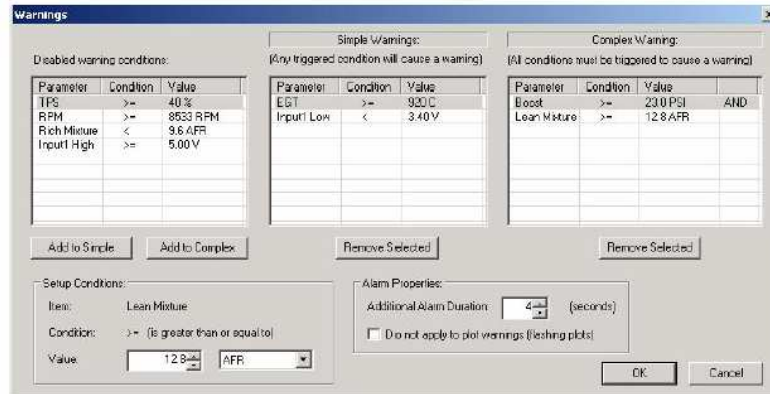 Warnings
Simple Warnings:
Complex Warning:
Disabled warning conditions:
(Any triggered condition will cause a warning)
(All conditions must be triggered to cause a warning)
Parameter Condition Value
TPS >= 40 %
RPM >= 8533 RPM
Rich Mixture < 9.6 AFR
Input1 High >= 5.00 V
Parameter Condition Value
EGT >= 920 C
Input1 Low < 3.40 V
Parameter Condition Value
Boost >= 23.0 PSI AND
Lean Mixture >= 12.8 AFR
Add to Simple
Add to Complex
Remove Selected
Remove Selected
Setup Conditions:
Item: Lean Mixture
Condition: >= (is greater than or equal to)
Value: 12.8 AFR
Alarm Properties:
Additional Alarm Duration: 4 (seconds)
Do not apply to plot warnings (flashing plots)
OK
Cancel